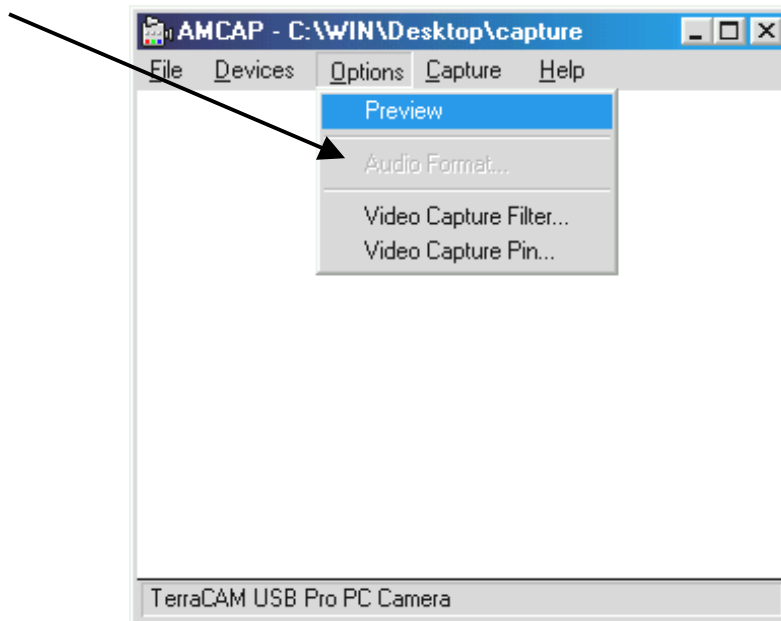 AMCAP - C:\WIN\Desktop\capture
File Devices Options Capture Help
Preview
Audio Format...
Video Capture Filter...
Video Capture Pin...
TerraCAM USB Pro PC Camera